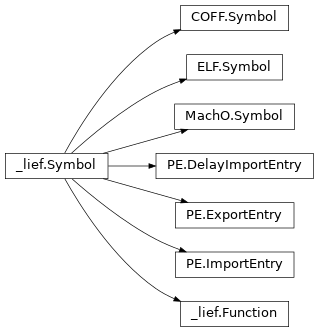 COFF.Symbol
ELF.Symbol
MachO.Symbol
_lief.Symbol
PE.DelayImportEntry
PE.ExportEntry
PE.ImportEntry
_lief.Function